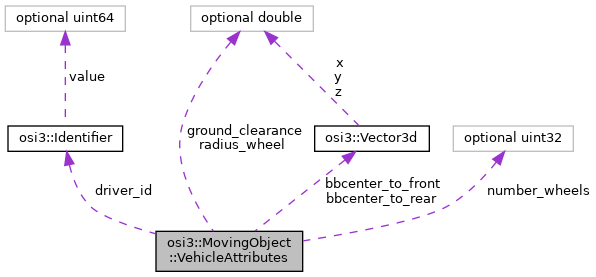 optional uint64
optional double
value
x
y
z
osi3::Identifier
ground_clearance
radius_wheel
osi3::Vector3d
optional uint32
driver_id
bbcenter_to_front
bbcenter_to_rear
number_wheels
osi3::MovingObject
::VehicleAttributes